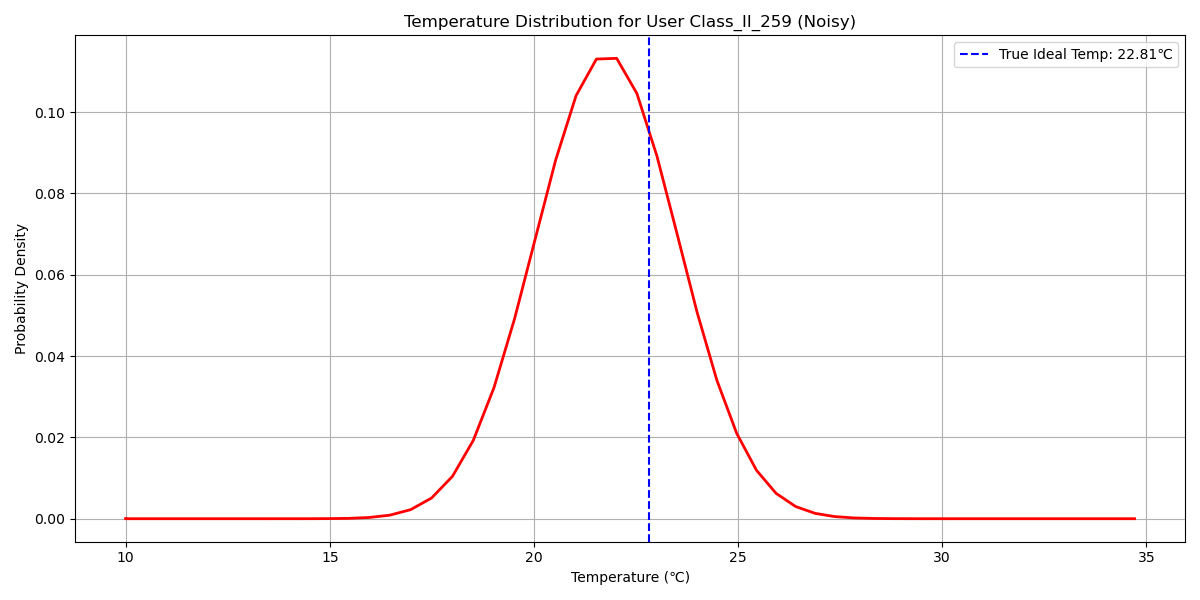 Temperature Distribution for User Class_II_259 (Noisy)
True Ideal Temp: 22.81℃
Probability Density
0.10
0.08
0.06
0.04
0.02
0.00
10 15 20 25 30 35
Temperature (℃)